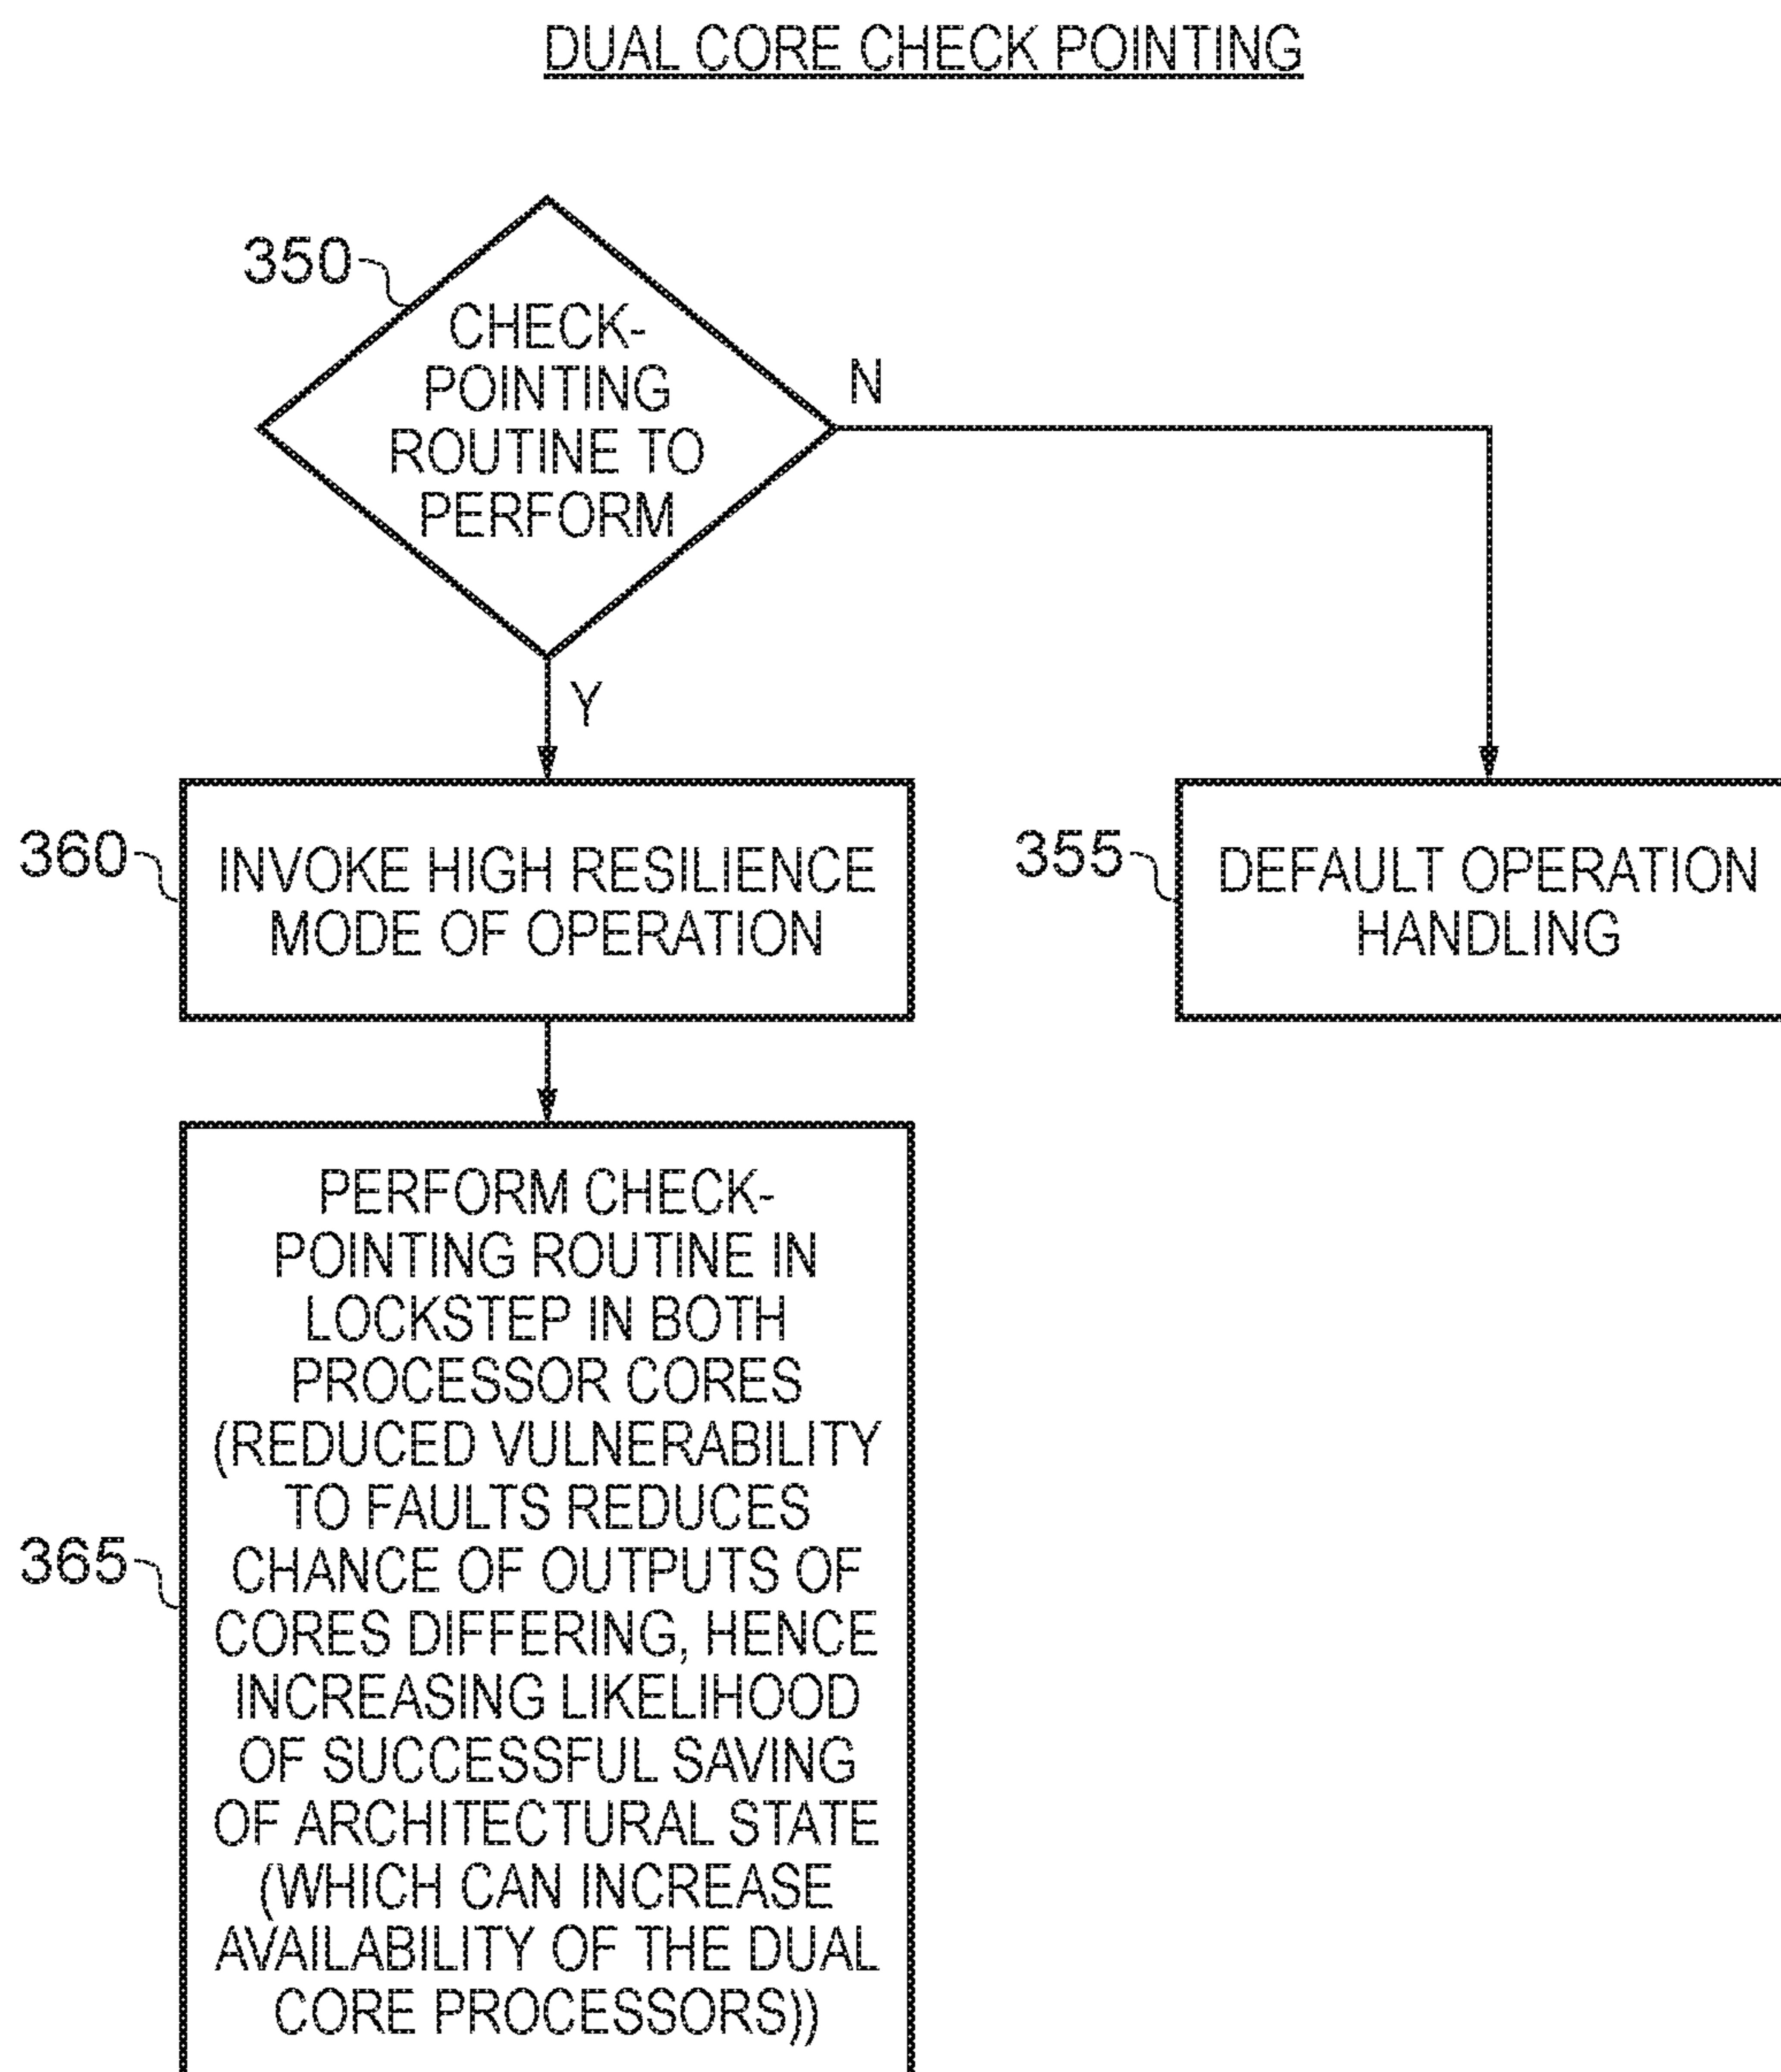 DUAL CORE CHECK POINTING
350
CHECK-
POINTING
ROUTINE TO
PERFORM
N
Y
360
INVOKE HIGH RESILIENCE
MODE OF OPERATION
355
DEFAULT OPERATION
HANDLING
365
PERFORM CHECK-
POINTING ROUTINE IN
LOCKSTEP IN BOTH
PROCESSOR CORES
(REDUCED VULNERABILITY
TO FAULTS REDUCES
CHANCE OF OUTPUTS OF
CORES DIFFERING, HENCE
INCREASING LIKELIHOOD
OF SUCCESSFUL SAVING
OF ARCHITECTURAL STATE
(WHICH CAN INCREASE
AVAILABILITY OF THE DUAL
CORE PROCESSORS))